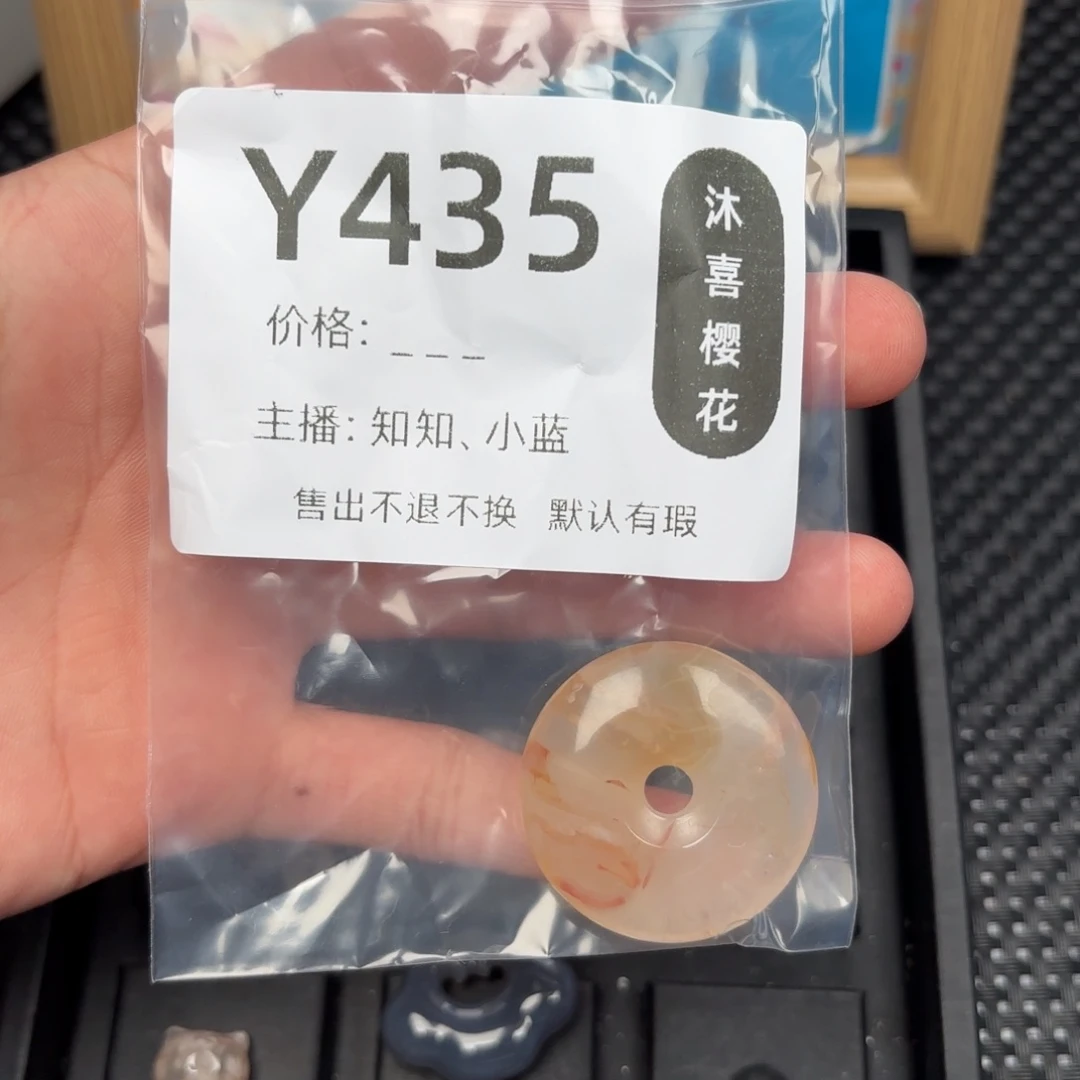 Y435
价格：_ _ _
主播：知知、小蓝
售出不退不换 默认有瑕
沐喜樱花